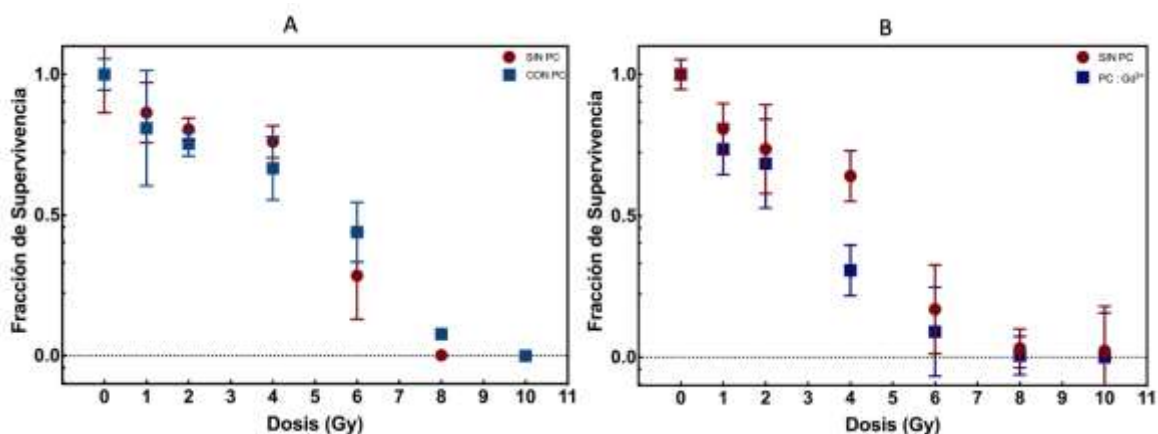 A
SIN PC
CON PC
1.0
0.5
0.0
Fracción de Supervivencia
0 1 2 3 4 5 6 7 8 9 10 11
Dosis (Gy)
B
SIN PC
PC : Gd³⁺
1.0
0.5
0.0
Fracción de Supervivencia
0 1 2 3 4 5 6 7 8 9 10 11
Dosis (Gy)